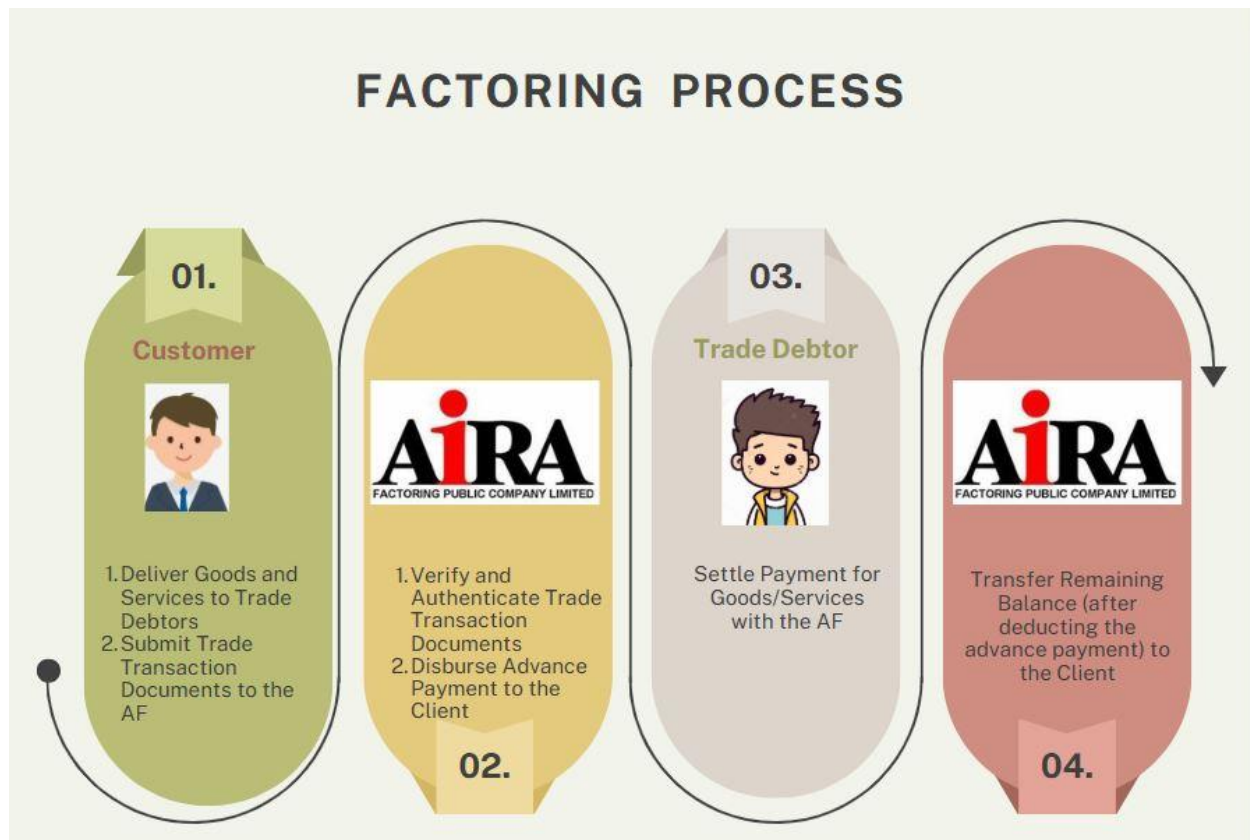 FACTORING PROCESS
01.
Customer
1. Deliver Goods and
Services to Trade
Debtors
2. Submit Trade
Transaction
Documents to the
AF
AiRA
FACTORING PUBLIC COMPANY LIMITED
1. Verify and
Authenticate Trade
Transaction
Documents
2. Disburse Advance
Payment to the
Client
02.
03.
Trade Debtor
Settle Payment for
Goods/Services
with the AF
AiRA
FACTORING PUBLIC COMPANY LIMITED
Transfer Remaining
Balance (after
deducting the
advance payment) to
the Client
04.